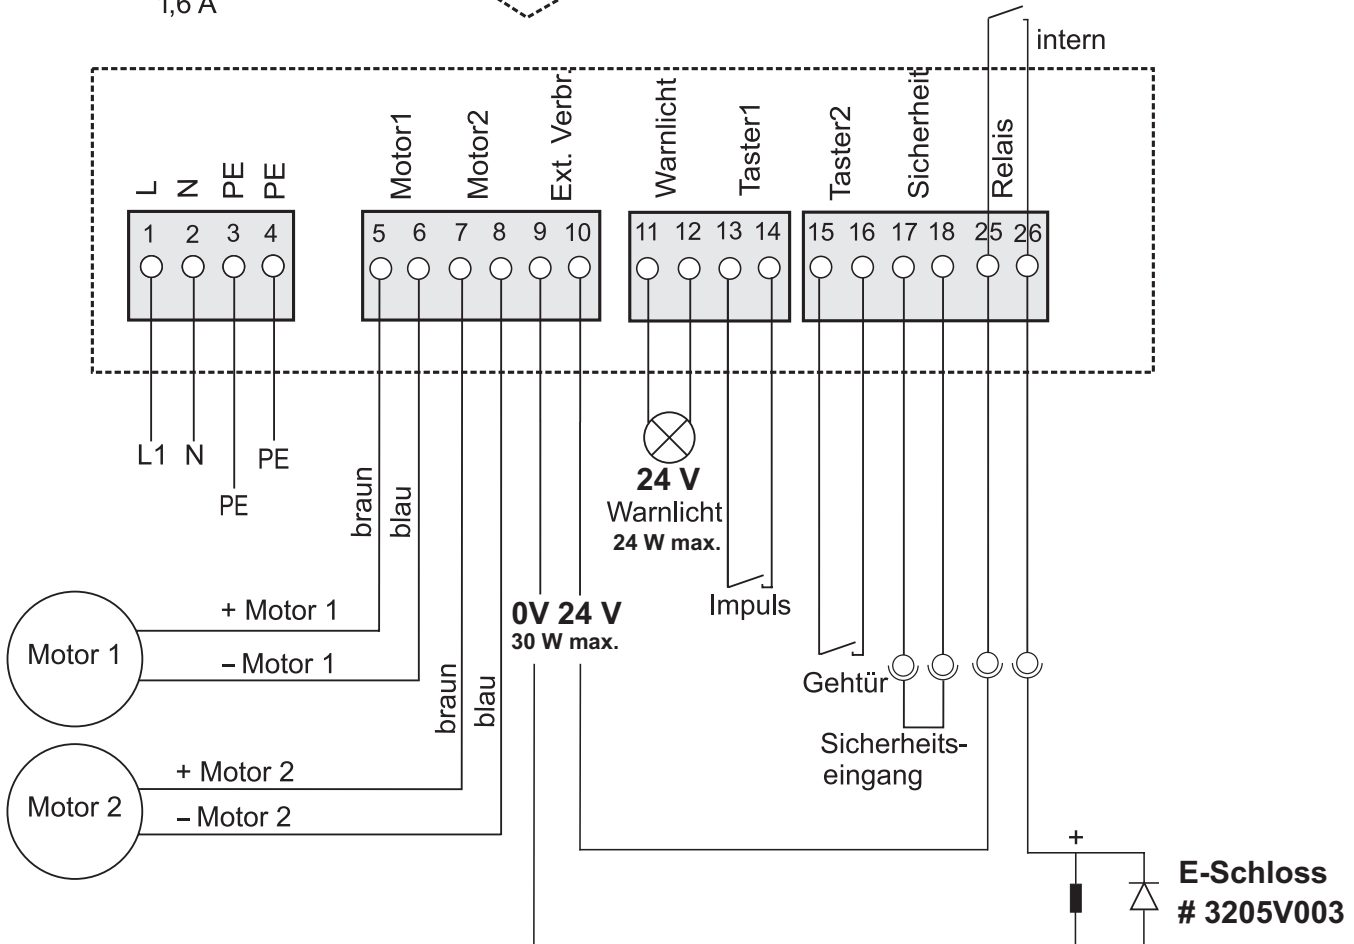 1,6 A
intern
L
N
PE
PE
Motor1
Motor2
Ext. Verbr.
Warnlicht
Taster1
Taster2
Sicherheit
Relais
1 2 3 4
5 6 7 8 9 10
11 12 13 14
15 16 17 18 25 26
L1 N
PE
PE
braun
blau
24 V
Warnlicht
24 W max.
Impuls
0V 24 V
30 W max.
+ Motor 1
– Motor 1
Motor 1
Gehtür
braun
blau
Sicherheits-
eingang
+ Motor 2
– Motor 2
Motor 2
+
E-Schloss
# 3205V003